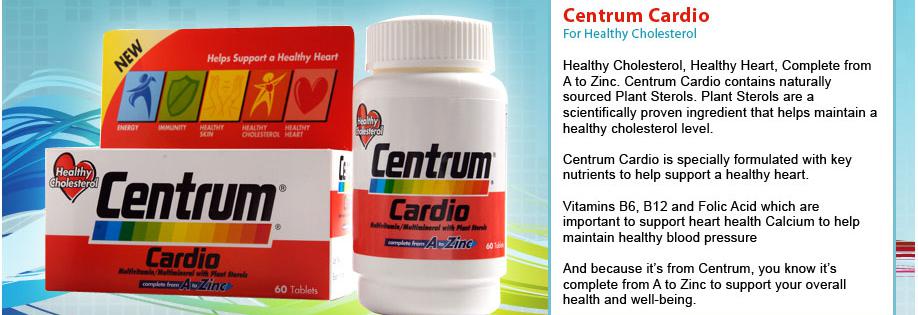 NEW
Helps Support a Healthy Heart
ENERGY
IMMUNITY
HEALTHY
SKIN
HEALTHY
CHOLESTEROL
HEALTHY
HEART
Healthy
Cholesterol
Centrum®
Cardio
Multivitamin/Multimineral with Plant Sterols
complete from A to Zinc
60 Tablets
Healthy
Cholesterol
Centrum®
Cardio
Multivitamin/Multimineral with Plant Sterols
complete from A to Zinc
60 Tablets
Centrum Cardio
For Healthy Cholesterol
Healthy Cholesterol, Healthy Heart, Complete from
A to Zinc. Centrum Cardio contains naturally
sourced Plant Sterols. Plant Sterols are a
scientifically proven ingredient that helps maintain a
healthy cholesterol level.
Centrum Cardio is specially formulated with key
nutrients to help support a healthy heart.
Vitamins B6, B12 and Folic Acid which are
important to support heart health Calcium to help
maintain healthy blood pressure
And because it’s from Centrum, you know it’s
complete from A to Zinc to support your overall
health and well-being.